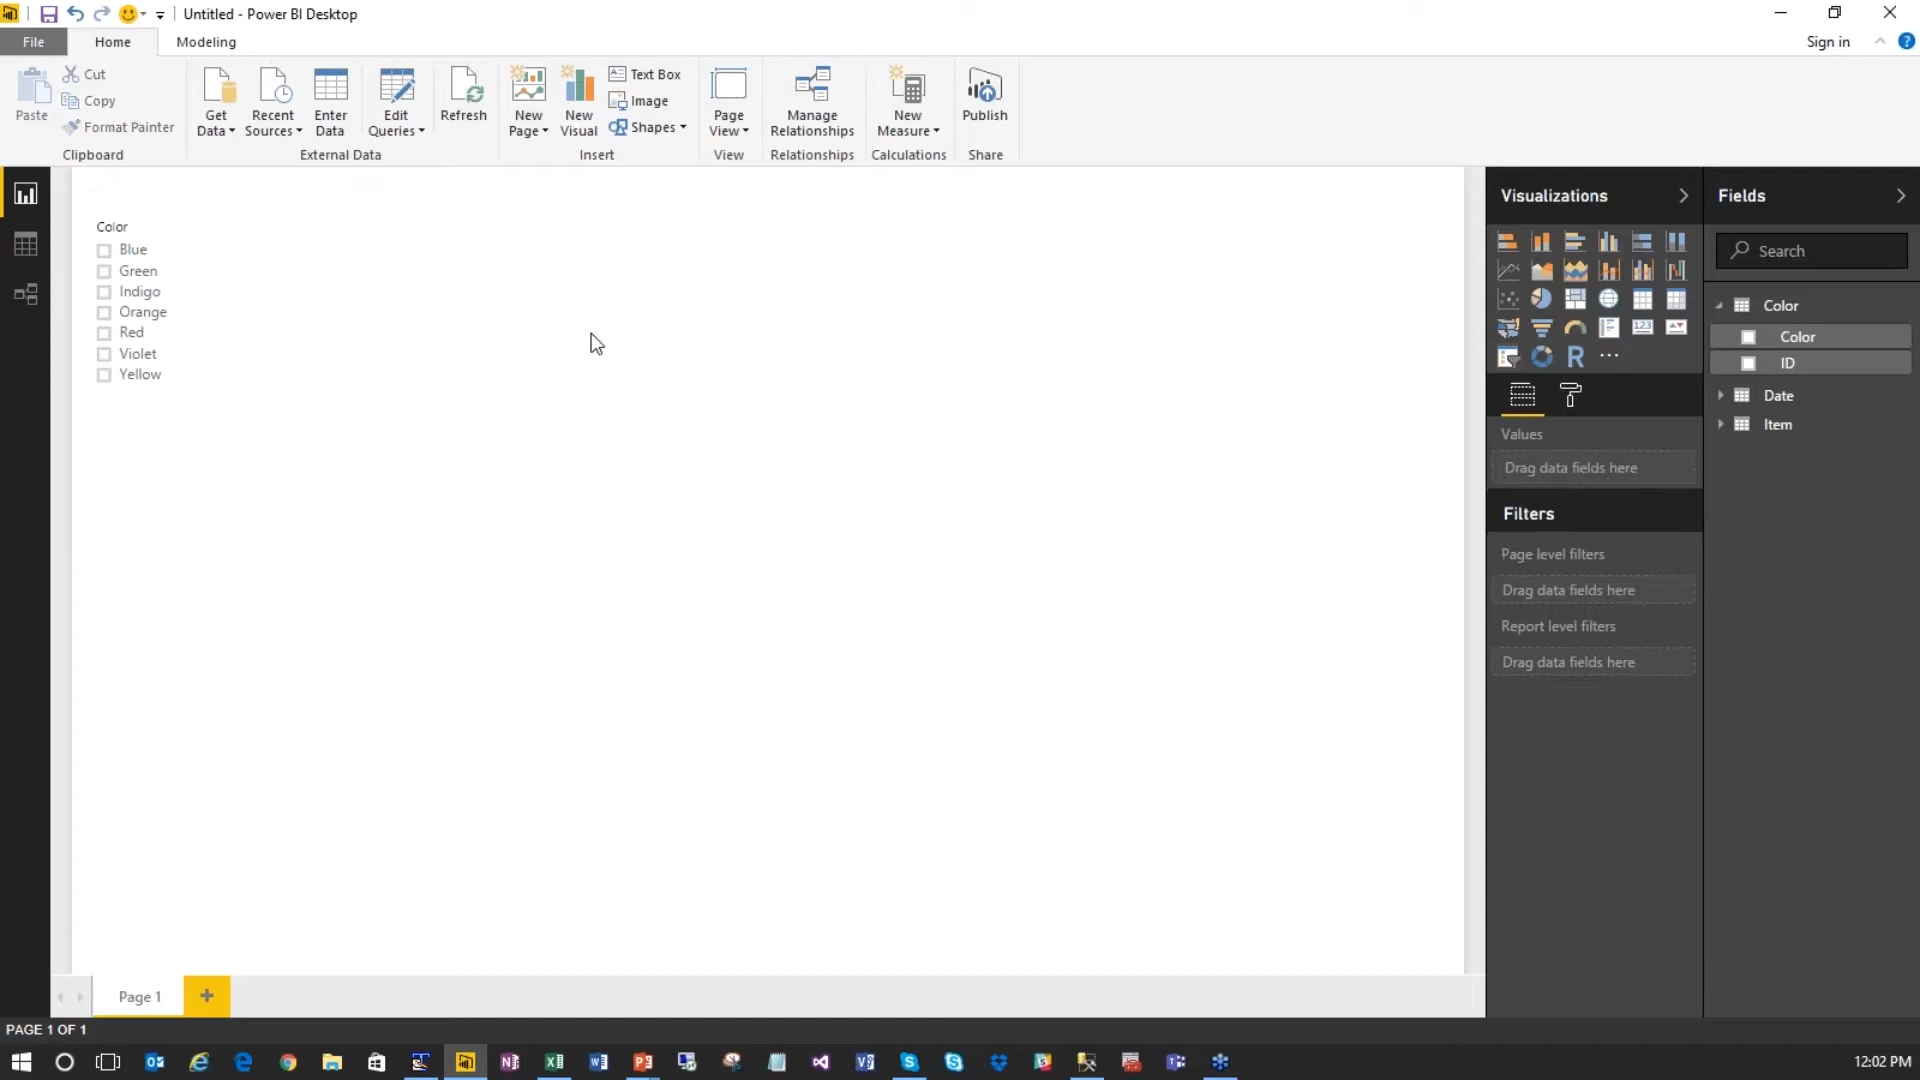 Untitled - Power BI Desktop
File
Home
Modeling
Sign in
?
Paste
Cut
Copy
Format Painter
Clipboard
Get Data
Recent Sources
Enter Data
Edit Queries
Refresh
External Data
New Page
New Visual
Text Box
Image
Shapes
Insert
Page View
View
Manage Relationships
Relationships
New Measure
Calculations
Publish
Share
Color
Blue
Green
Indigo
Orange
Red
Violet
Yellow
Visualizations
123
R
Values
Drag data fields here
Filters
Page level filters
Drag data fields here
Report level filters
Drag data fields here
Fields
Search
Color
Color
ID
Date
Item
Page 1
+
PAGE 1 OF 1
12:02 PM